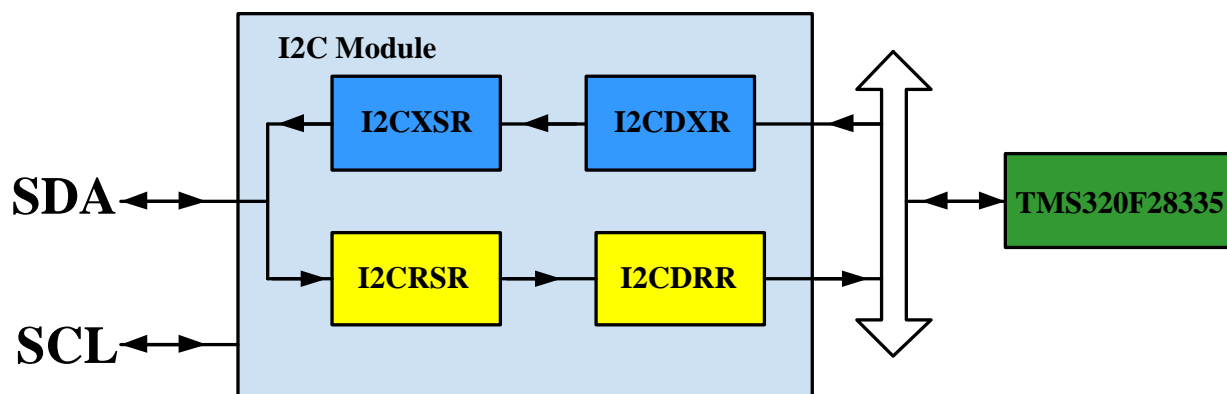 I2C Module
I2CXSR
I2CDXR
SDA
TMS320F28335
I2CRSR
I2CDRR
SCL